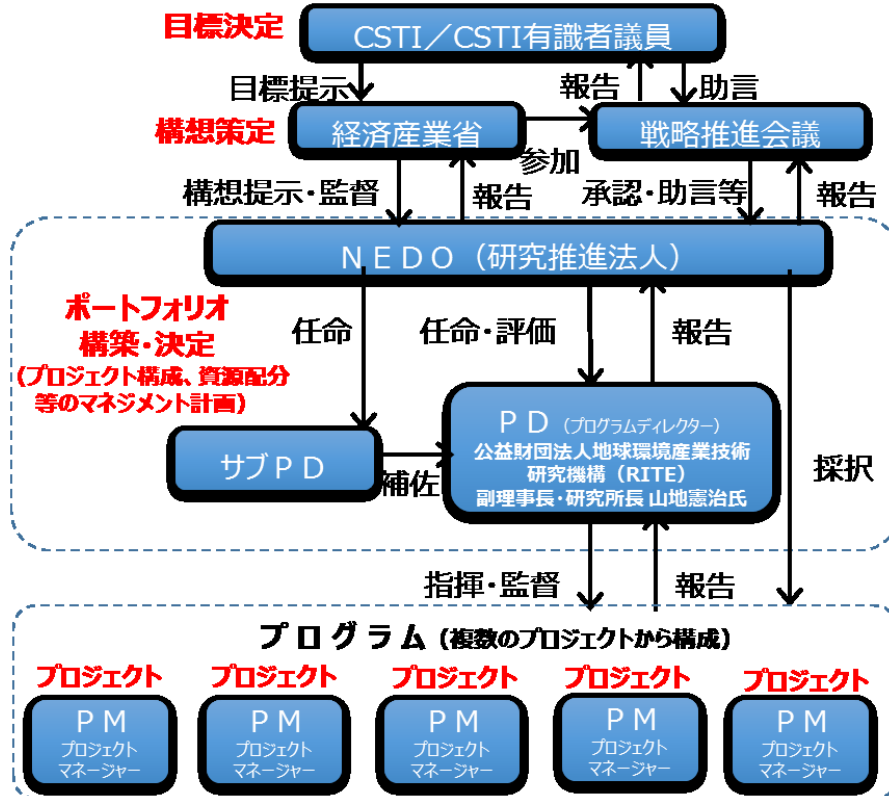 目標決定
CSTI／CSTI有識者議員
目標提示
報告
助言
構想策定
経済産業省
参加
戦略推進会議
構想提示・監督
報告
承認・助言等
報告
ＮＥＤＯ（研究推進法人）
ポートフォリオ
構築・決定
（プロジェクト構成、資源配分
等のマネジメント計画）
任命
任命・評価
報告
採択
サブＰＤ
補佐
ＰＤ（プログラムディレクター）
公益財団法人地球環境産業技術
研究機構（RITE）
副理事長・研究所長 山地憲治氏
指揮・監督
報告
プログラム（複数のプロジェクトから構成）
プロジェクト
プロジェクト
プロジェクト
プロジェクト
プロジェクト
ＰＭ
プロジェクト
マネージャー
ＰＭ
プロジェクト
マネージャー
ＰＭ
プロジェクト
マネージャー
ＰＭ
プロジェクト
マネージャー
ＰＭ
プロジェクト
マネージャー